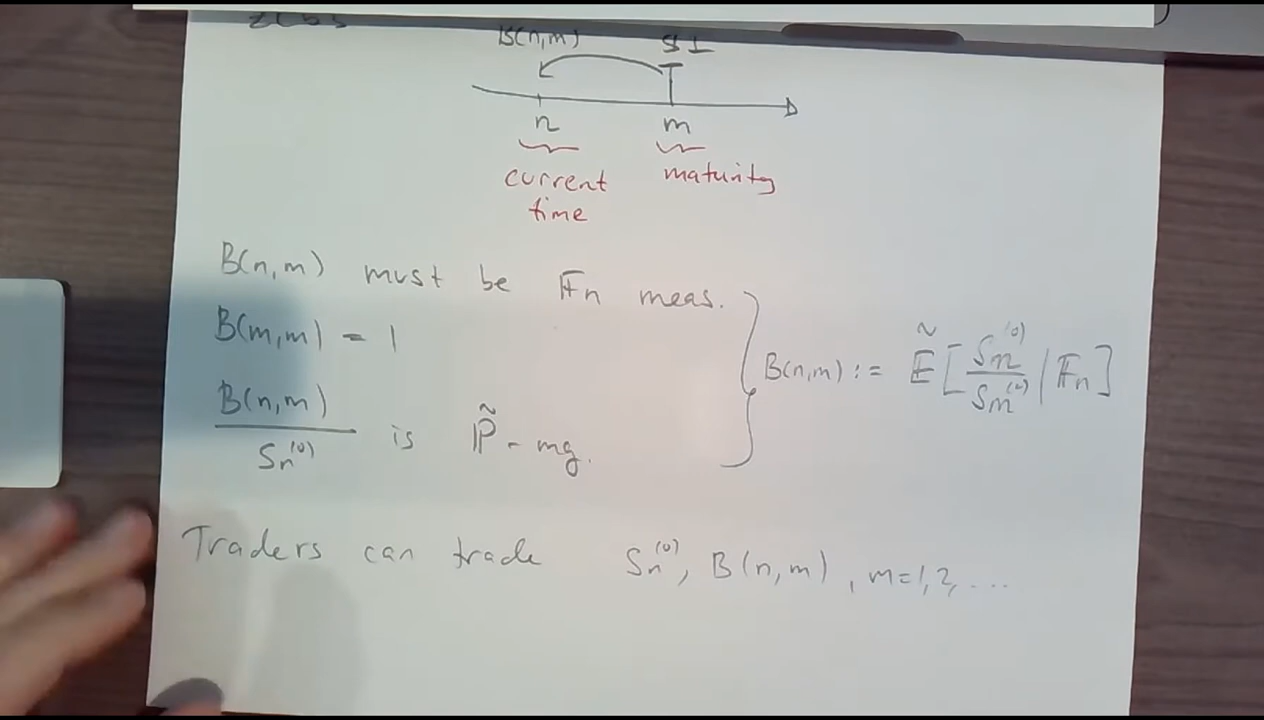 ZCBs
B(n,m) $1
n m
current maturity
time
B(n,m) must be 𝔽n meas.
B(m,m) = 1
B(n,m) / Sn^(0) is P̃ - mg.
B(n,m) := Ẽ[Sn^(0) / Sm^(0) | 𝔽n]
Traders can trade Sn^(0), B(n,m), m=1,2,...